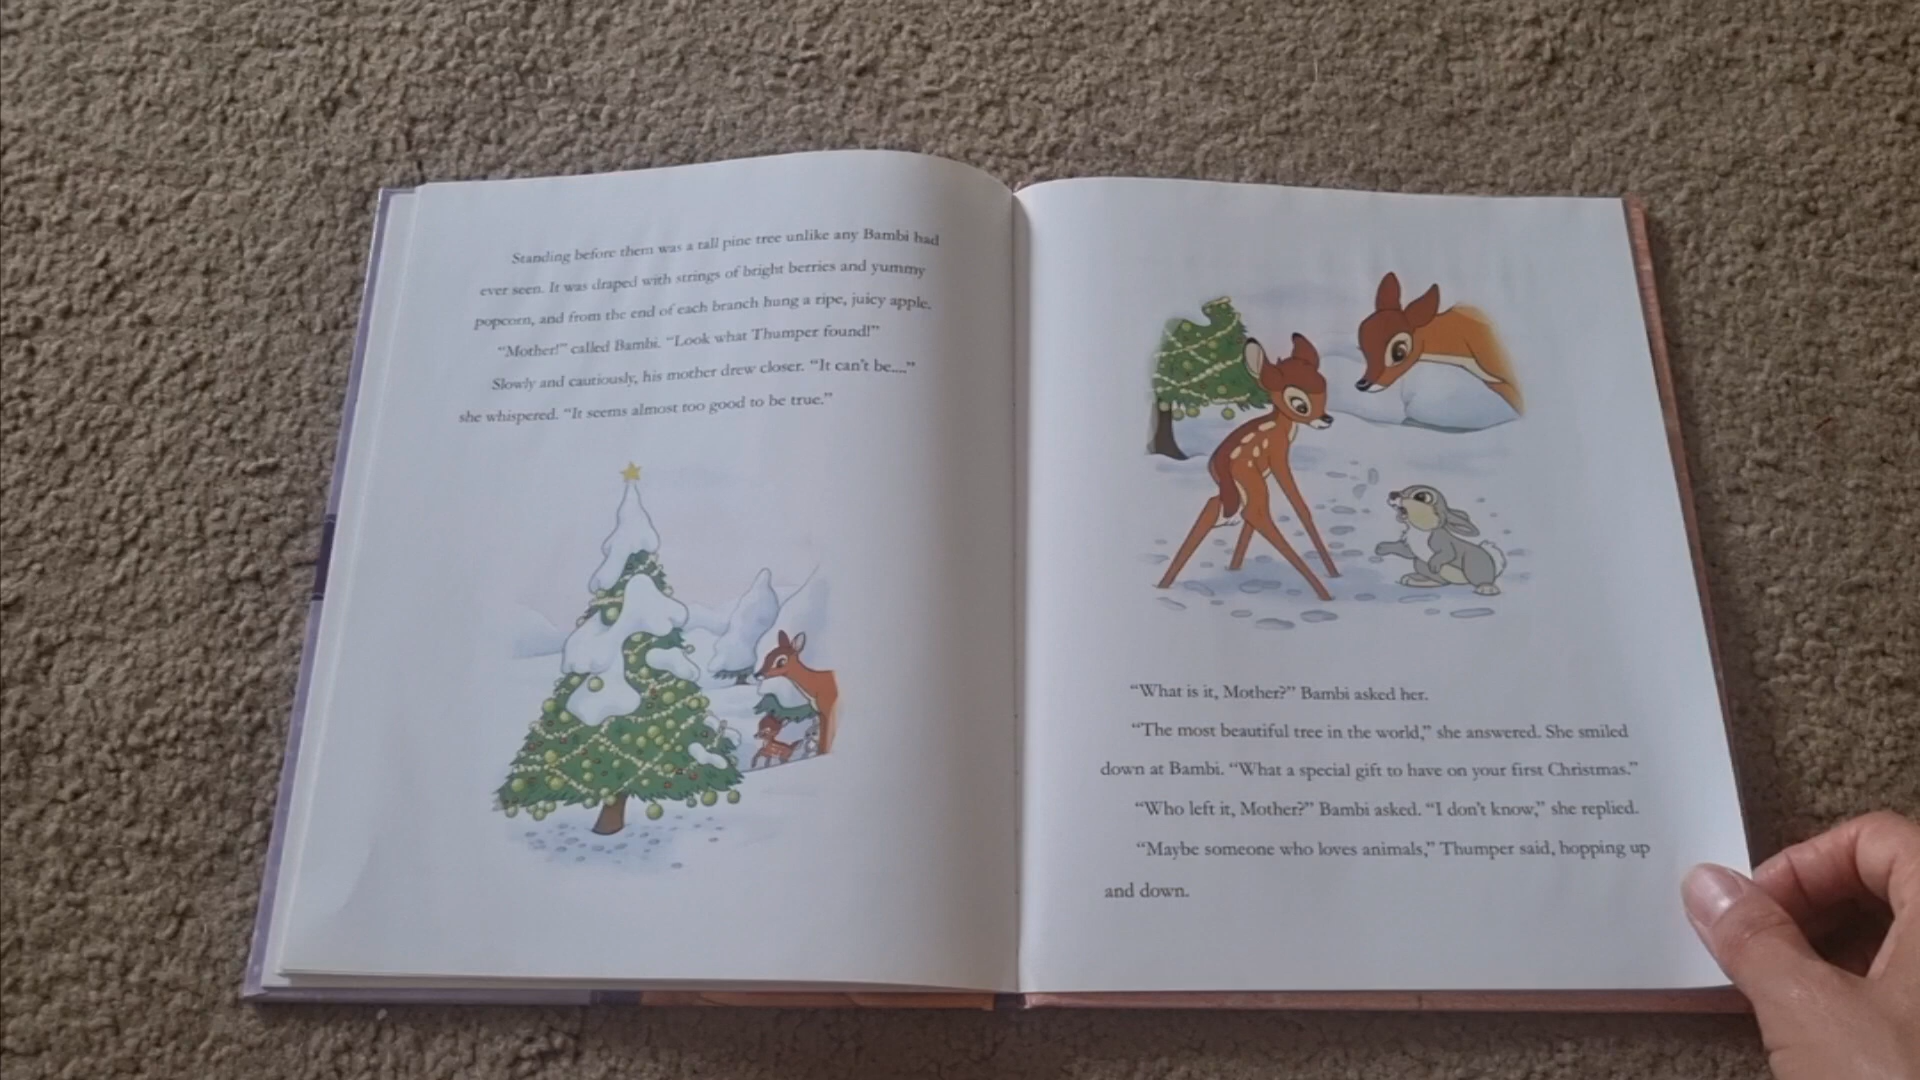 Standing before them was a tall pine tree unlike any Bambi had
ever seen. It was draped with strings of bright berries and yummy
popcorn, and from the end of each branch hung a ripe, juicy apple.
“Mother!” called Bambi. “Look what Thumper found!”
Slowly and cautiously, his mother drew closer. “It can’t be....”
she whispered. “It seems almost too good to be true.”
“What is it, Mother?” Bambi asked her.
“The most beautiful tree in the world,” she answered. She smiled
down at Bambi. “What a special gift to have on your first Christmas.”
“Who left it, Mother?” Bambi asked. “I don’t know,” she replied.
“Maybe someone who loves animals,” Thumper said, hopping up
and down.